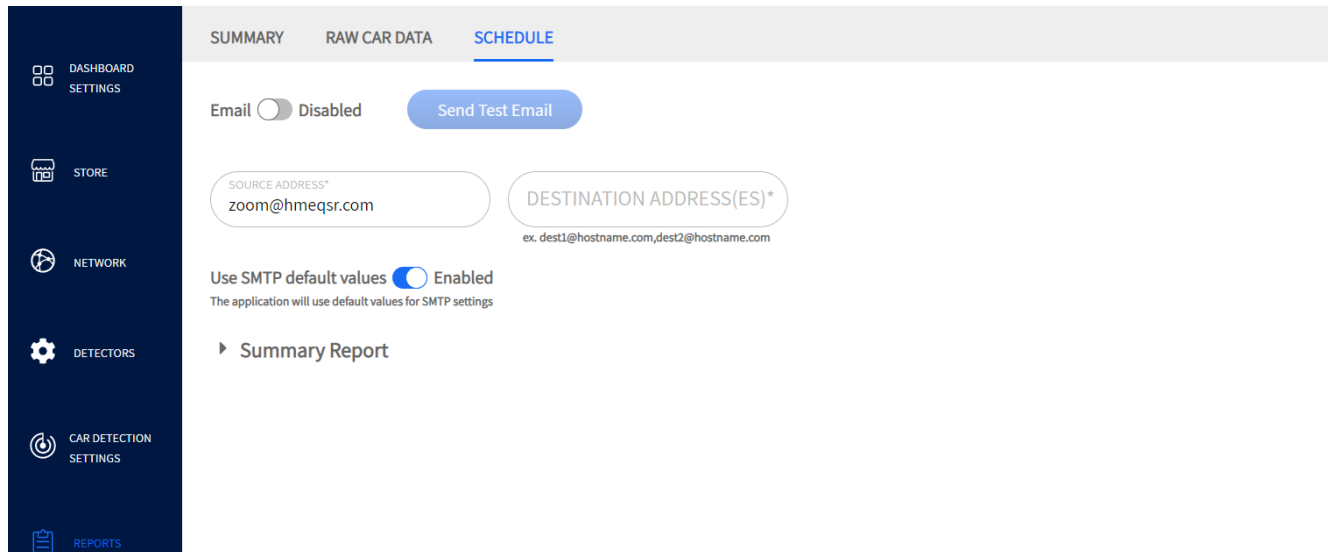 SUMMARY RAW CAR DATA SCHEDULE
DASHBOARD
SETTINGS
Email Disabled Send Test Email
STORE
SOURCE ADDRESS*
zoom@hmeqsr.com
DESTINATION ADDRESS(ES)*
ex. dest1@hostname.com,dest2@hostname.com
NETWORK
Use SMTP default values Enabled
The application will use default values for SMTP settings
DETECTORS
Summary Report
CAR DETECTION
SETTINGS
REPORTS